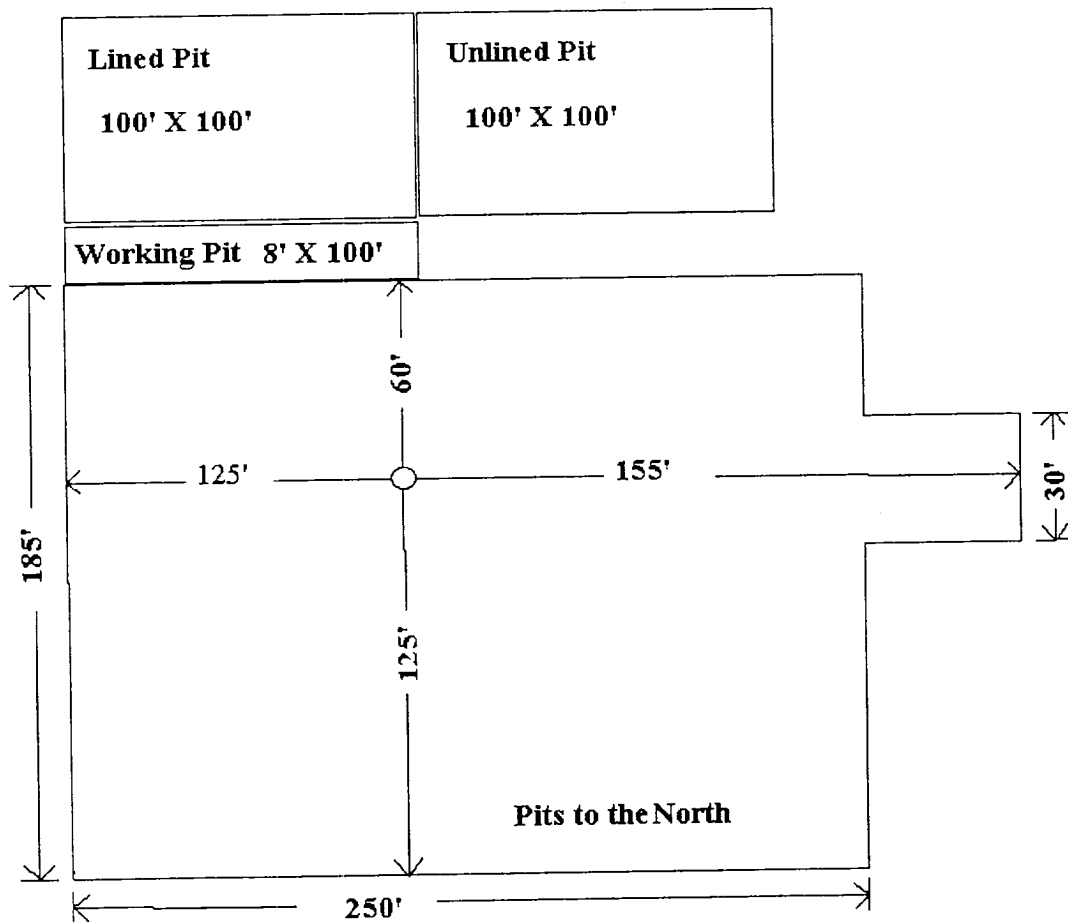 Lined Pit
100' X 100'
Unlined Pit
100' X 100'
Working Pit 8' X 100'
60'
125'
155'
30'
185'
125'
Pits to the North
250'